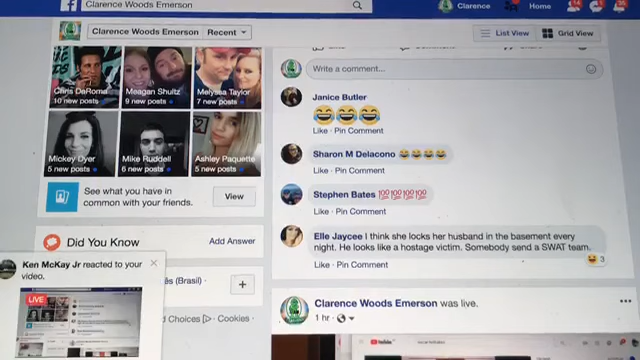 Clarence Woods Emerson
Clarence
Home
Clarence Woods Emerson
Recent
List View
Grid View
Chris DeRoma
10 new posts
Meagan Shultz
9 new posts
Melyssa Taylor
7 new posts
Mickey Dyer
5 new posts
Mike Ruddell
6 new posts
Ashley Paquette
5 new posts
See what you have in
common with your friends.
View
Did You Know
Add Answer
Ken McKay Jr reacted to your
video.
LIVE
ês (Brasil) ·
+
d Choices
· Cookies ·
Write a comment...
Janice Butler
😂😂😂
Like · Pin Comment
Sharon M Delacono 😂😂😂😂
Like · Pin Comment
Stephen Bates 💯💯💯💯
Like · Pin Comment
Elle Jaycee I think she locks her husband in the basement every
night. He looks like a hostage victim. Somebody send a SWAT team.
3
Like · Pin Comment
Clarence Woods Emerson was live.
1 hr ·
YouTube